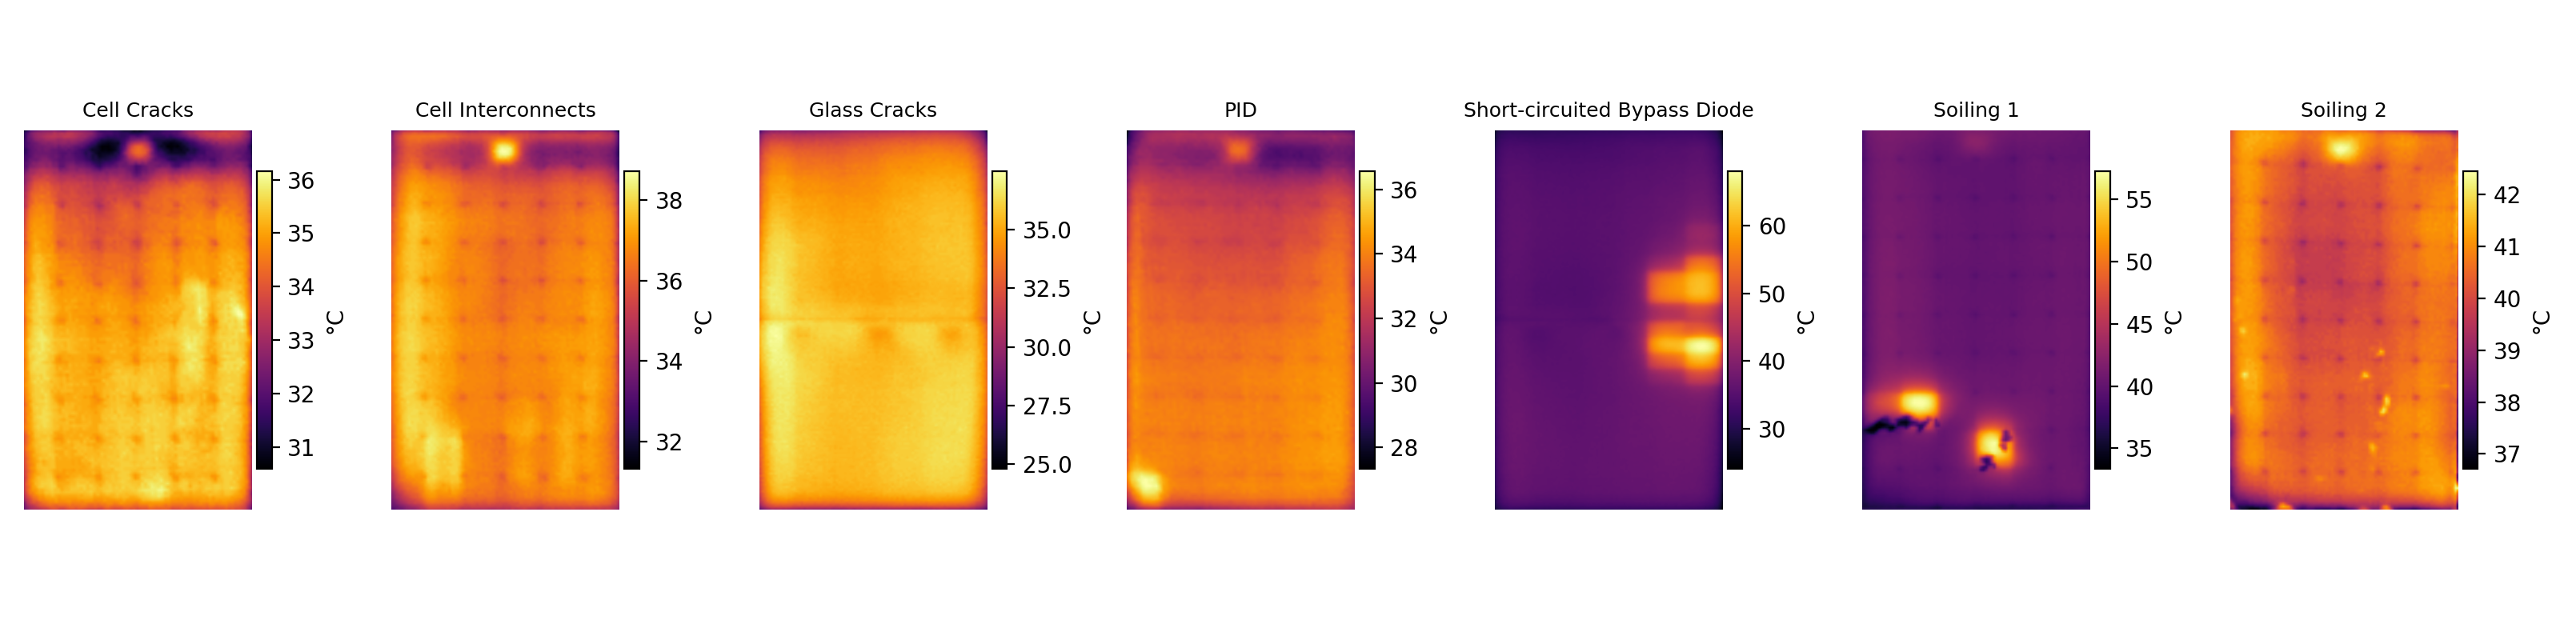 Cell Cracks
Cell Interconnects
Glass Cracks
PID
Short-circuited Bypass Diode
Soiling 1
Soiling 2
36
35
34
33
32
31
°C
38
36
34
32
°C
35.0
32.5
30.0
27.5
25.0
°C
36
34
32
30
28
°C
60
50
40
30
°C
55
50
45
40
35
°C
42
41
40
39
38
37
°C